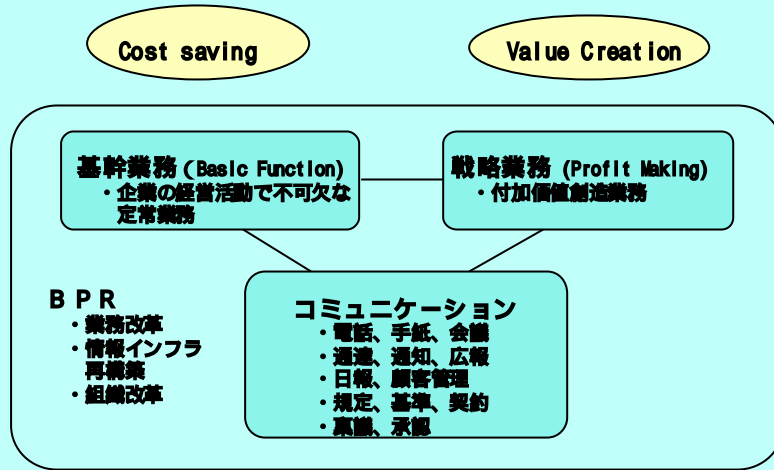 Cost saving
Value Creation
基幹業務（Basic Function)
・企業の経営活動で不可欠な
定常業務
戦略業務 (Profit Making)
・付加価値創造業務
ＢＰＲ
・業務改革
・情報インフラ
再構築
・組織改革
コミュニケーション
・電話、手紙、会議
・通達、通知、広報
・日報、顧客管理
・規定、基準、契約
・稟議、承認